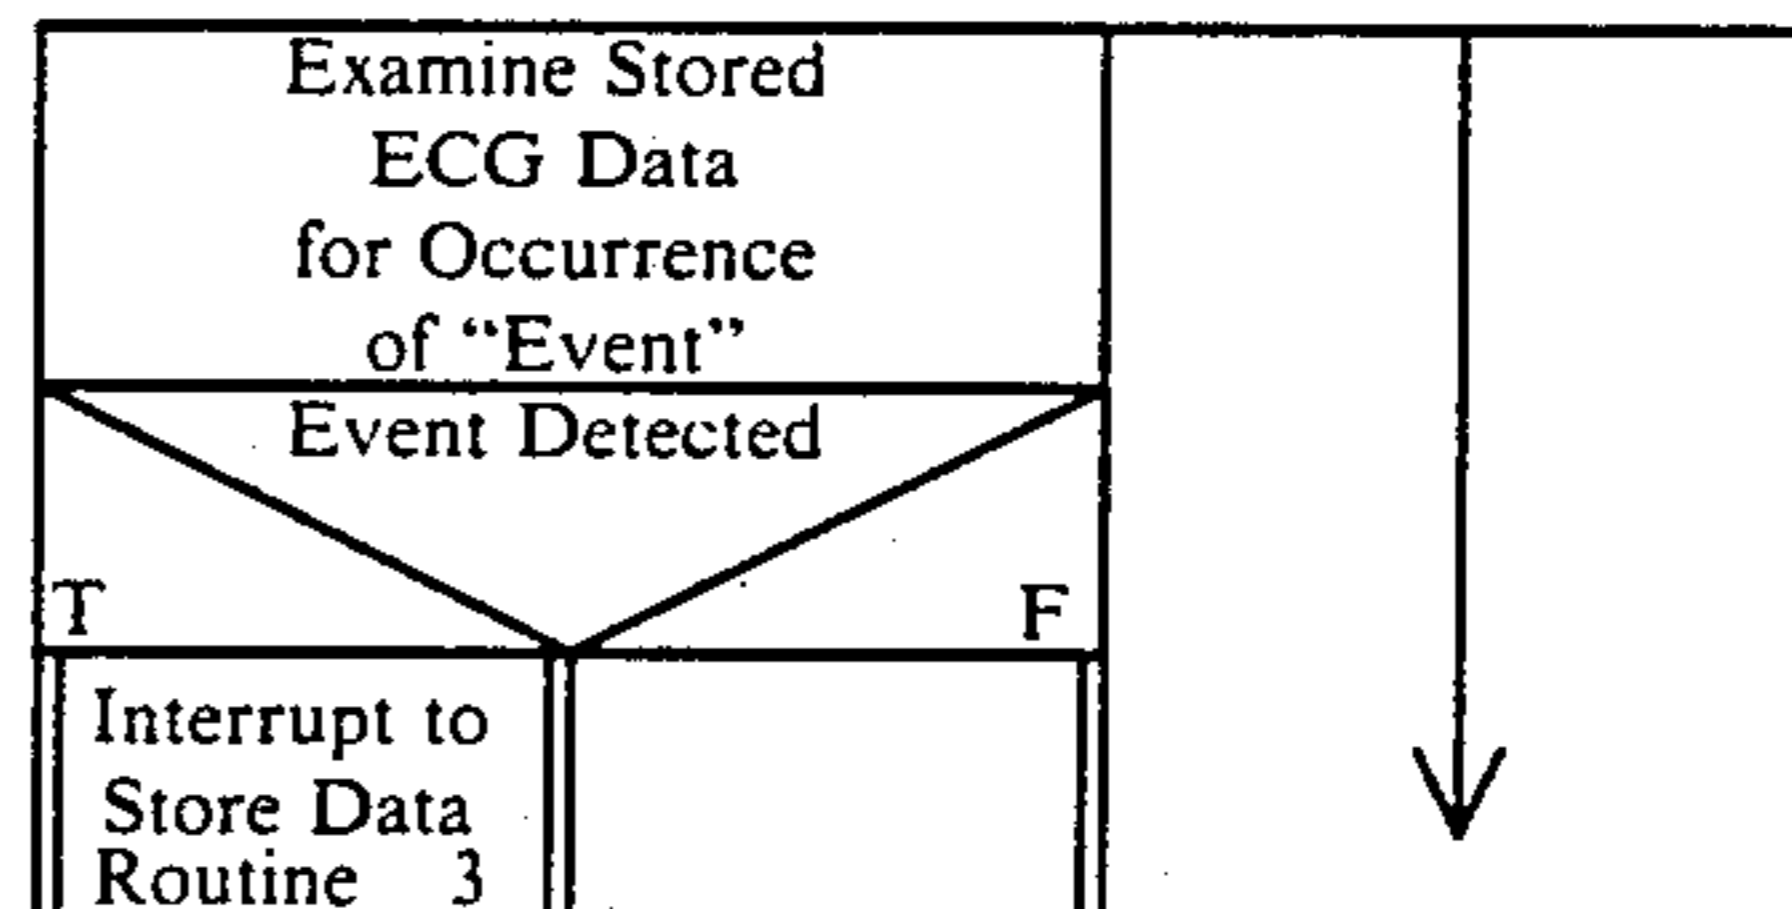 Examine Stored
ECG Data
for Occurrence
of “Event”
Event Detected
T
F
Interrupt to
Store Data
Routine 3